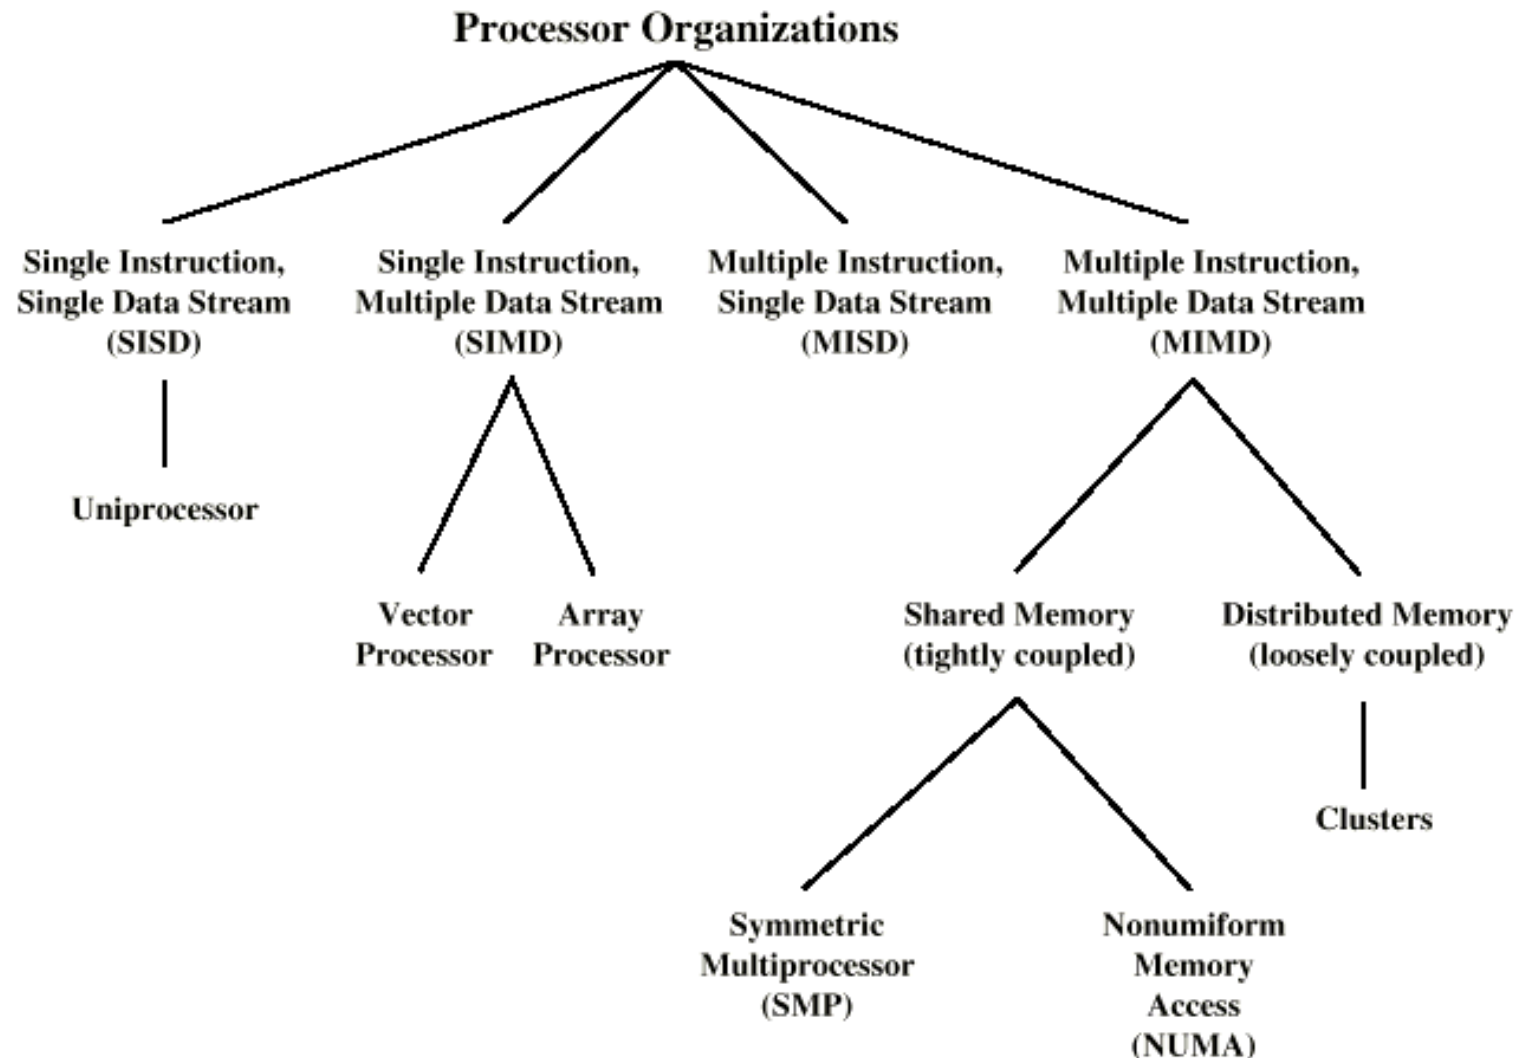 Processor Organizations
Single Instruction,
Single Data Stream
(SISD)
Single Instruction,
Multiple Data Stream
(SIMD)
Multiple Instruction,
Single Data Stream
(MISD)
Multiple Instruction,
Multiple Data Stream
(MIMD)
Uniprocessor
Vector
Processor
Array
Processor
Shared Memory
(tightly coupled)
Distributed Memory
(loosely coupled)
Clusters
Symmetric
Multiprocessor
(SMP)
Nonumiform
Memory
Access
(NUMA)